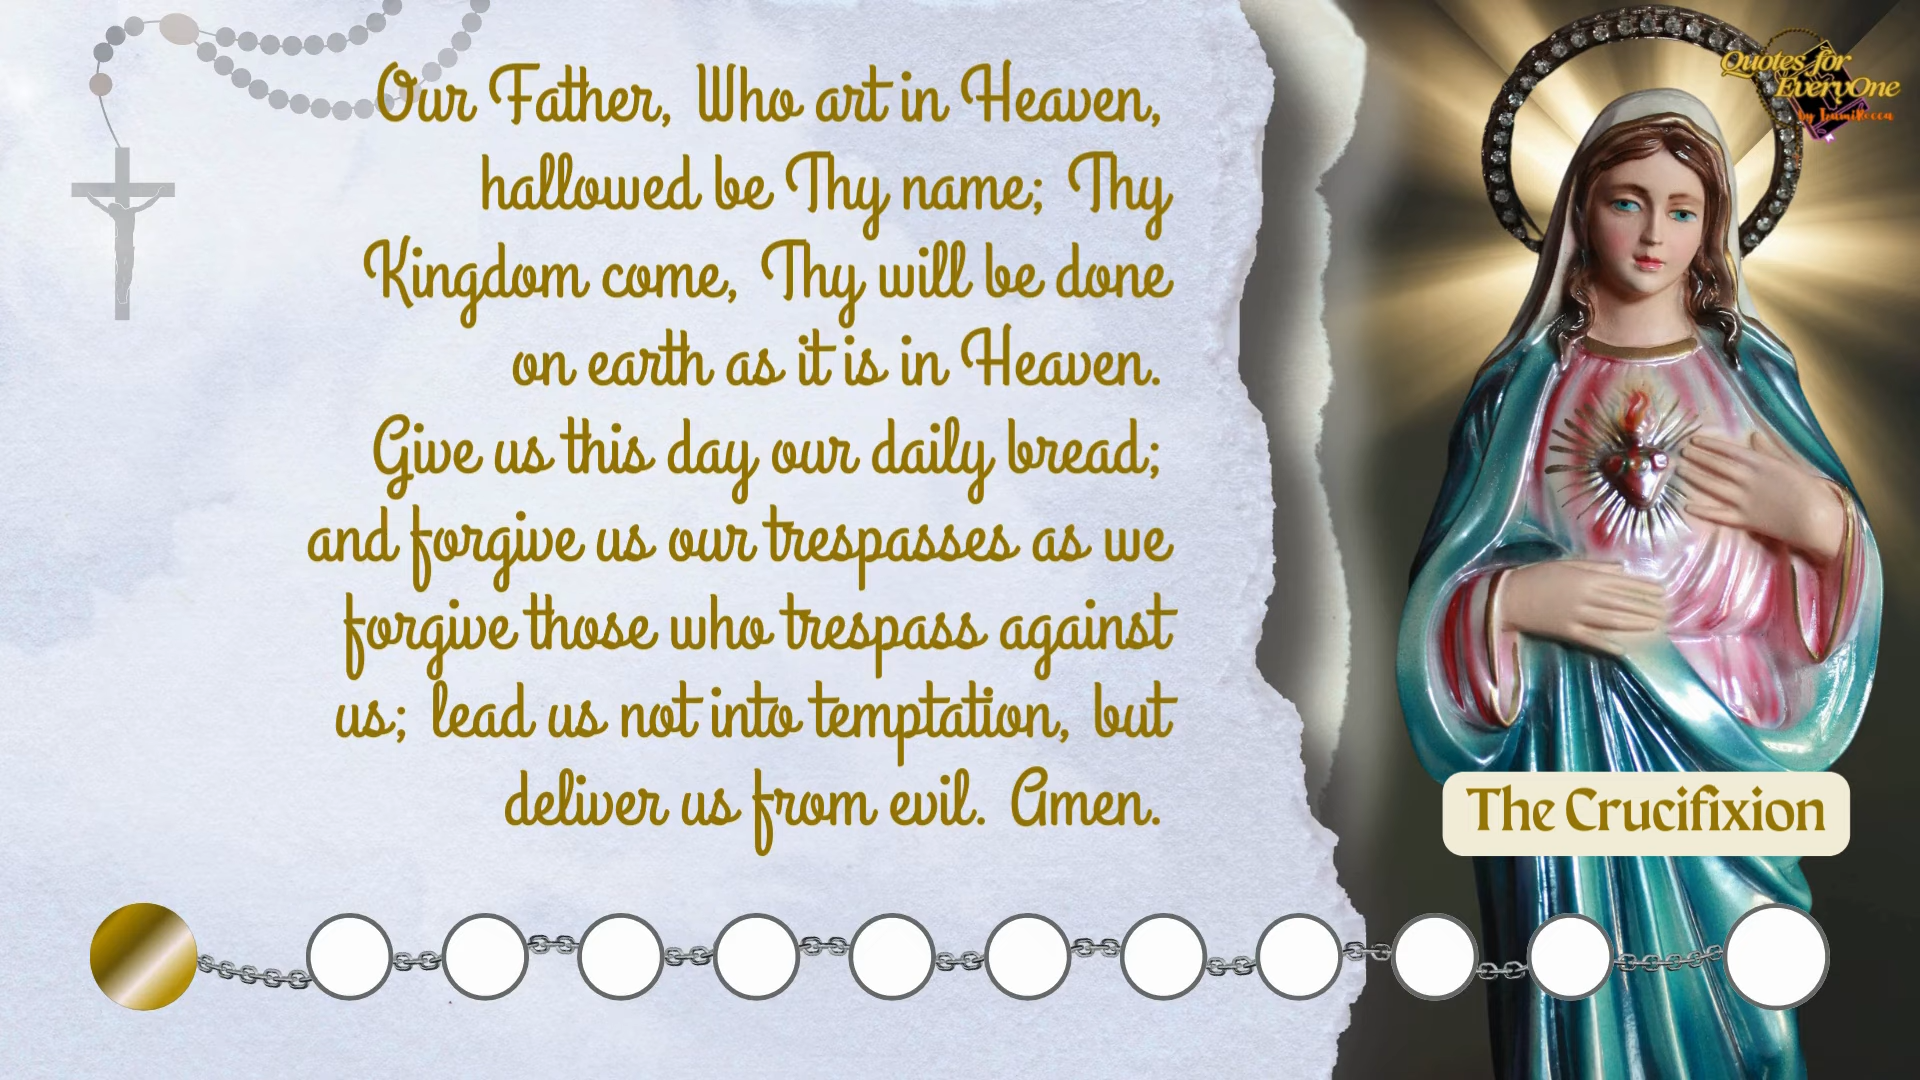 Our Father, Who art in Heaven,
hallowed be Thy name; Thy
Kingdom come, Thy will be done
on earth as it is in Heaven.
Give us this day our daily bread;
and forgive us our trespasses as we
forgive those who trespass against
us; lead us not into temptation, but
deliver us from evil. Amen.
Quotes for
EveryOne
The Crucifixion